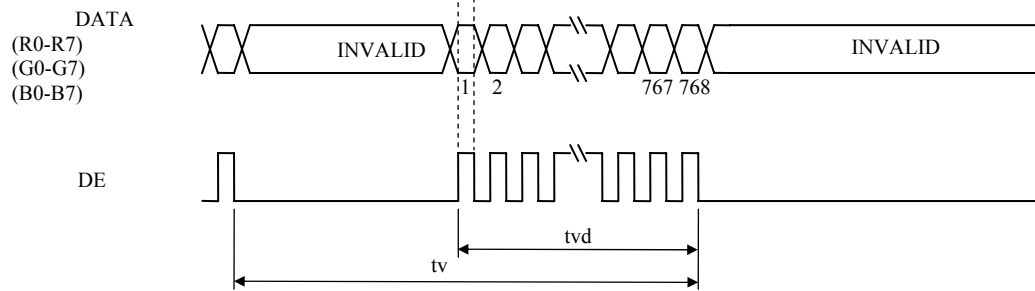 DATA
(R0-R7)
(G0-G7)
(B0-B7)
INVALID
INVALID
1 2 767 768
DE
tvd
tv